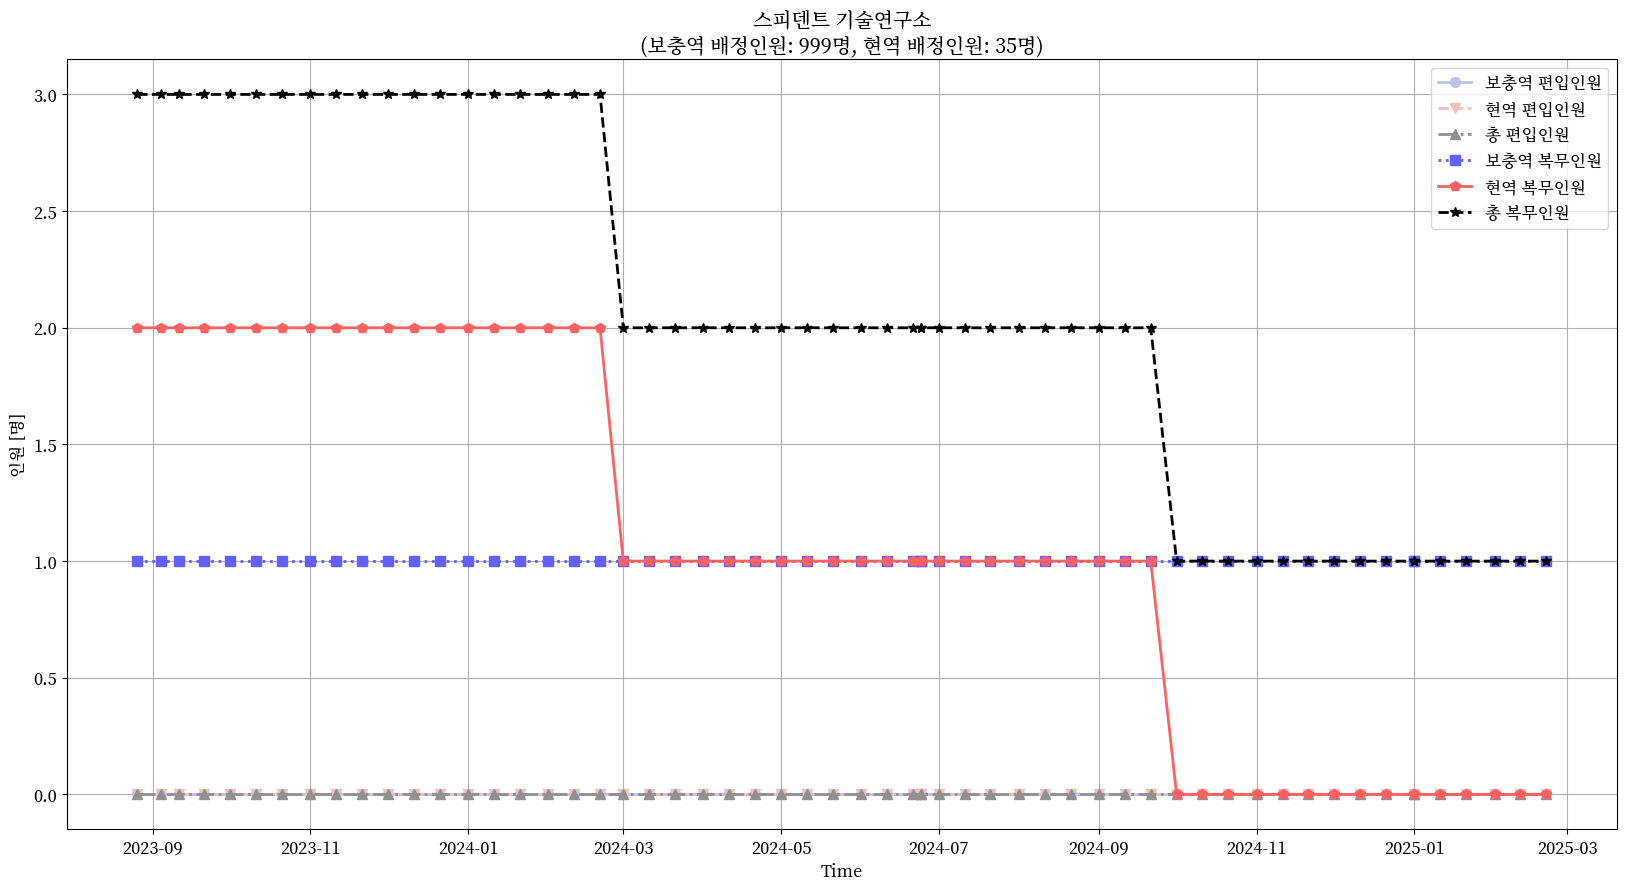 스피덴트 기술연구소
(보충역 배정인원: 999명, 현역 배정인원: 35명)
보충역 편입인원
현역 편입인원
총 편입인원
보충역 복무인원
현역 복무인원
총 복무인원
인원 [명]
3.0
2.5
2.0
1.5
1.0
0.5
0.0
2023-09
2023-11
2024-01
2024-03
2024-05
2024-07
2024-09
2024-11
2025-01
2025-03
Time